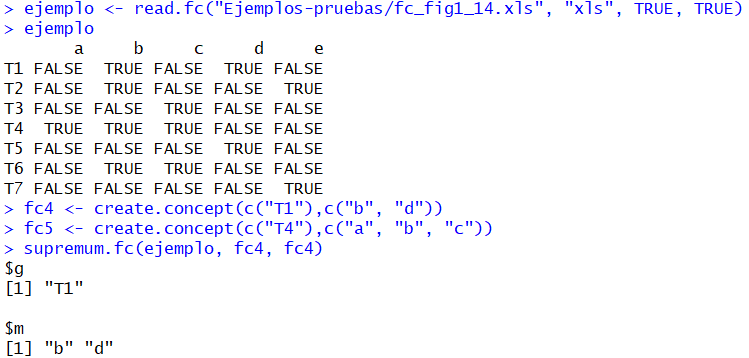 > ejemplo <- read.fc("Ejemplos-pruebas/fc_fig1_14.xls", "xls", TRUE, TRUE)
> ejemplo
a b c d e
T1 FALSE TRUE FALSE TRUE FALSE
T2 FALSE TRUE FALSE FALSE TRUE
T3 FALSE FALSE TRUE FALSE FALSE
T4 TRUE TRUE TRUE FALSE FALSE
T5 FALSE FALSE FALSE TRUE FALSE
T6 FALSE TRUE TRUE FALSE FALSE
T7 FALSE FALSE FALSE FALSE TRUE
> fc4 <- create.concept(c("T1"),c("b", "d"))
> fc5 <- create.concept(c("T4"),c("a", "b", "c"))
> supremum.fc(ejemplo, fc4, fc4)
$g
[1] "T1"
$m
[1] "b" "d"